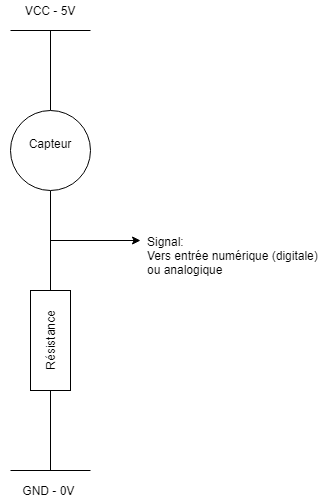 VCC - 5V
Capteur
Signal:
Vers entrée numérique (digitale)
ou analogique
Résistance
GND - 0V